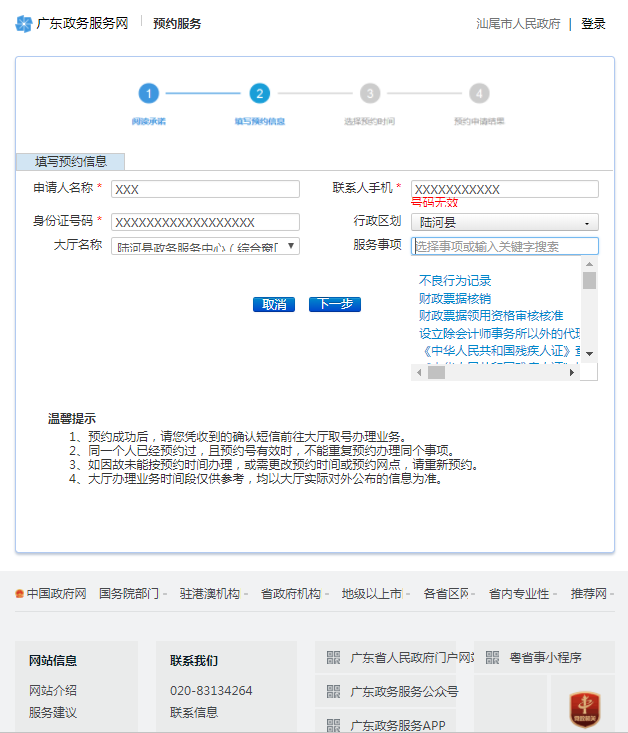 广东政务服务网 预约服务 汕尾市人民政府 | 登录
1 2 3 4
阅读承诺 填写预约信息 选择预约时间 预约申请结果
填写预约信息
申请人名称 * XXX 联系人手机 * XXXXXXXXXXX
号码无效
身份证号码 * XXXXXXXXXXXXXXXXXX 行政区划 陆河县
大厅名称 陆河县政务服务中心(综合窗 服务事项 选择事项或输入关键字搜索
不良行为记录
财政票据核销
财政票据领用资格审核核准
设立除会计师事务所以外的代理
《中华人民共和国残疾人证》
取消 下一步
温馨提示
1、预约成功后，请您凭收到的确认短信前往大厅取号办理业务。
2、同一个人已经预约过，且预约号有效时，不能重复预约办理同个事项。
3、如因故未能按预约时间办理，或需更改预约时间或预约网点，请重新预约。
4、大厅办理业务时间段仅供参考，均以大厅实际对外公布的信息为准。
中国政府网 国务院部门 驻港澳机构 省政府机构 地级以上市 各省区网 省内专业性 推荐网
网站信息 联系我们 广东省人民政府门户网站 粤省事小程序
网站介绍 020-83134264 广东政务服务公众号
服务建议 联系信息 广东政务服务APP
党政机关